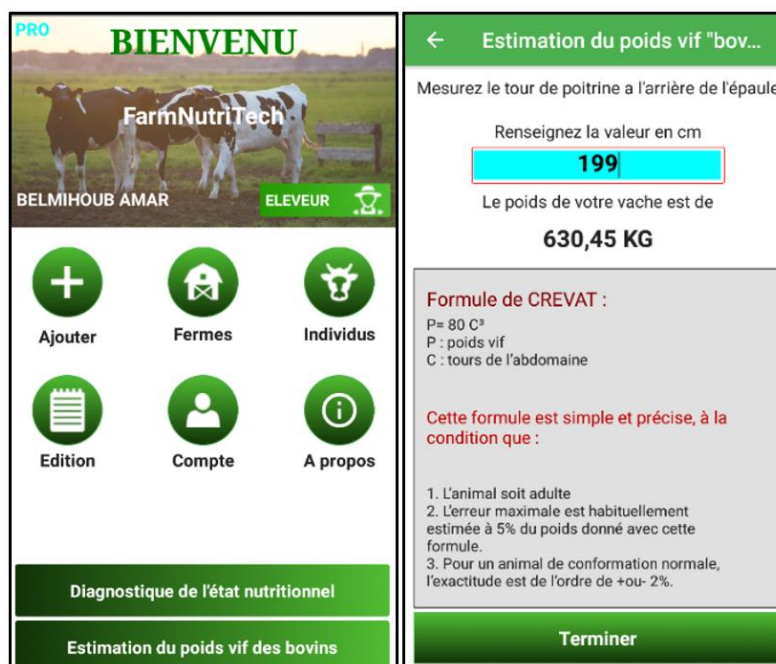 PRO
BIENVENU
FarmNutriTech
BELMIHOUB AMAR
ELEVEUR
Ajouter
Fermes
Individus
Edition
Compte
A propos
Diagnostique de l'état nutritionnel
Estimation du poids vif des bovins
Estimation du poids vif "bov...
Mesurez le tour de poitrine a l'arrière de l'épaule
Renseignez la valeur en cm
199
Le poids de votre vache est de
630,45 KG
Formule de CREVAT :
P= 80 C³
P : poids vif
C : tours de l'abdomaine
Cette formule est simple et précise, à la
condition que :
1. L'animal soit adulte
2. L'erreur maximale est habituellement
estimée à 5% du poids donné avec cette
formule.
3. Pour un animal de conformation normale,
l'exactitude est de l'ordre de +ou- 2%.
Terminer